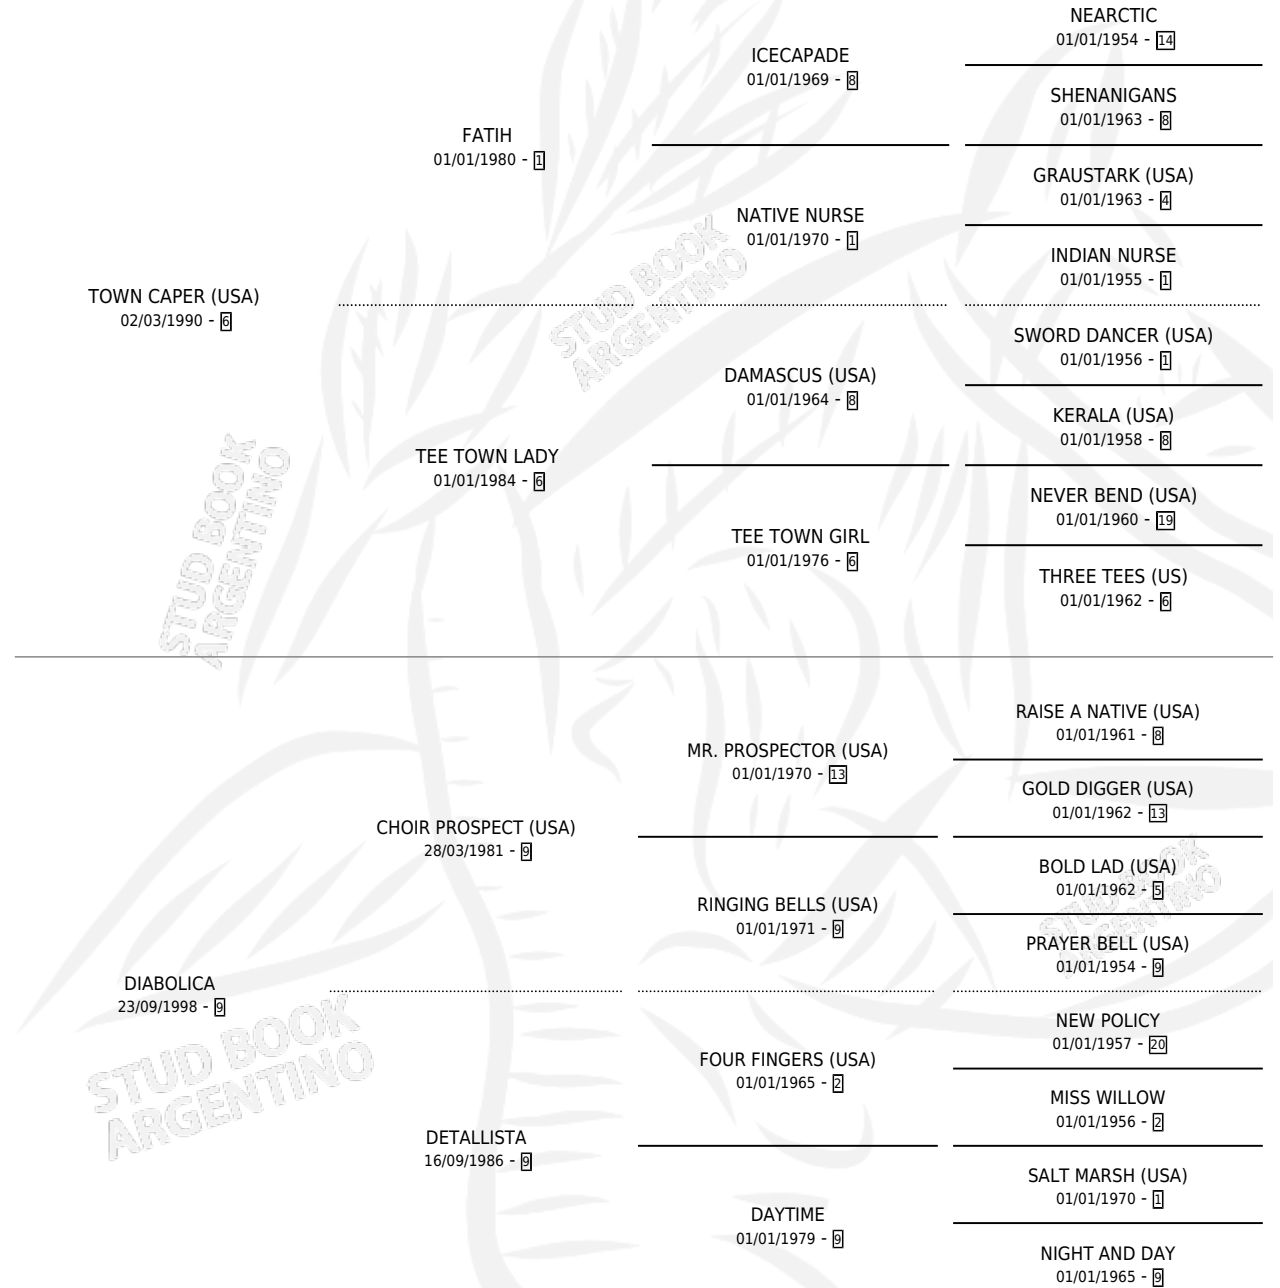 NEARCTIC
01/01/1954 - 14
ICECAPADE
01/01/1969 - 8
SHENANIGANS
01/01/1963 - 8
FATIH
01/01/1980 - 1
GRAUSTARK (USA)
01/01/1963 - 4
NATIVE NURSE
01/01/1970 - 1
INDIAN NURSE
01/01/1955 - 1
TOWN CAPER (USA)
02/03/1990 - 6
SWORD DANCER (USA)
01/01/1956 - 1
DAMASCUS (USA)
01/01/1964 - 8
KERALA (USA)
01/01/1958 - 8
TEE TOWN LADY
01/01/1984 - 6
NEVER BEND (USA)
01/01/1960 - 19
TEE TOWN GIRL
01/01/1976 - 6
THREE TEES (US)
01/01/1962 - 6
RAISE A NATIVE (USA)
01/01/1961 - 8
MR. PROSPECTOR (USA)
01/01/1970 - 13
GOLD DIGGER (USA)
01/01/1962 - 13
CHOIR PROSPECT (USA)
28/03/1981 - 9
BOLD LAD (USA)
01/01/1962 - 5
RINGING BELLS (USA)
01/01/1971 - 9
PRAYER BELL (USA)
01/01/1954 - 9
DIABOLICA
23/09/1998 - 9
NEW POLICY
01/01/1957 - 20
FOUR FINGERS (USA)
01/01/1965 - 2
MISS WILLOW
01/01/1956 - 2
DETALLISTA
16/09/1986 - 9
SALT MARSH (USA)
01/01/1970 - 1
DAYTIME
01/01/1979 - 9
NIGHT AND DAY
01/01/1965 - 9
STUD BOOK
ARGENTINO
STUD BOOK
ARGENTINO
STUD BOOK
ARGENTINO
STUD BOOK
ARGENTINO